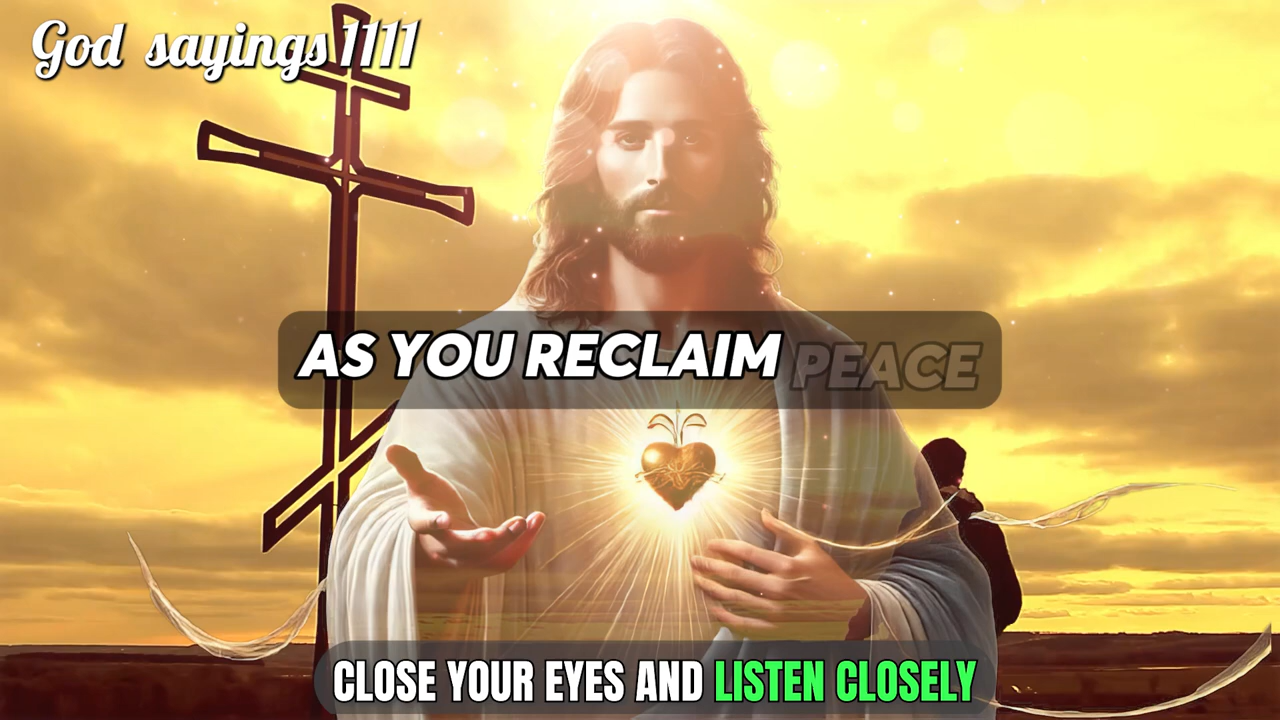 God sayings 1111
AS YOU RECLAIM PEACE
CLOSE YOUR EYES AND LISTEN CLOSELY